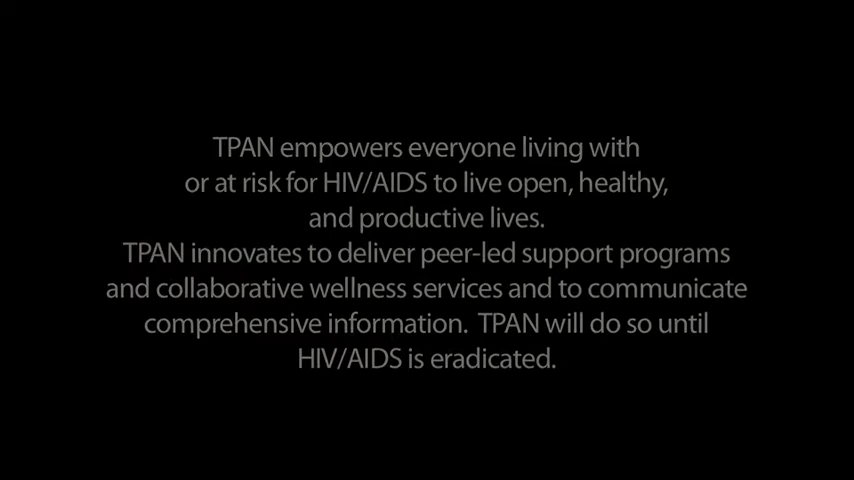 TPAN empowers everyone living with
or at risk for HIV/AIDS to live open, healthy,
and productive lives.
TPAN innovates to deliver peer-led support programs
and collaborative wellness services and to communicate
comprehensive information.  TPAN will do so until
HIV/AIDS is eradicated.